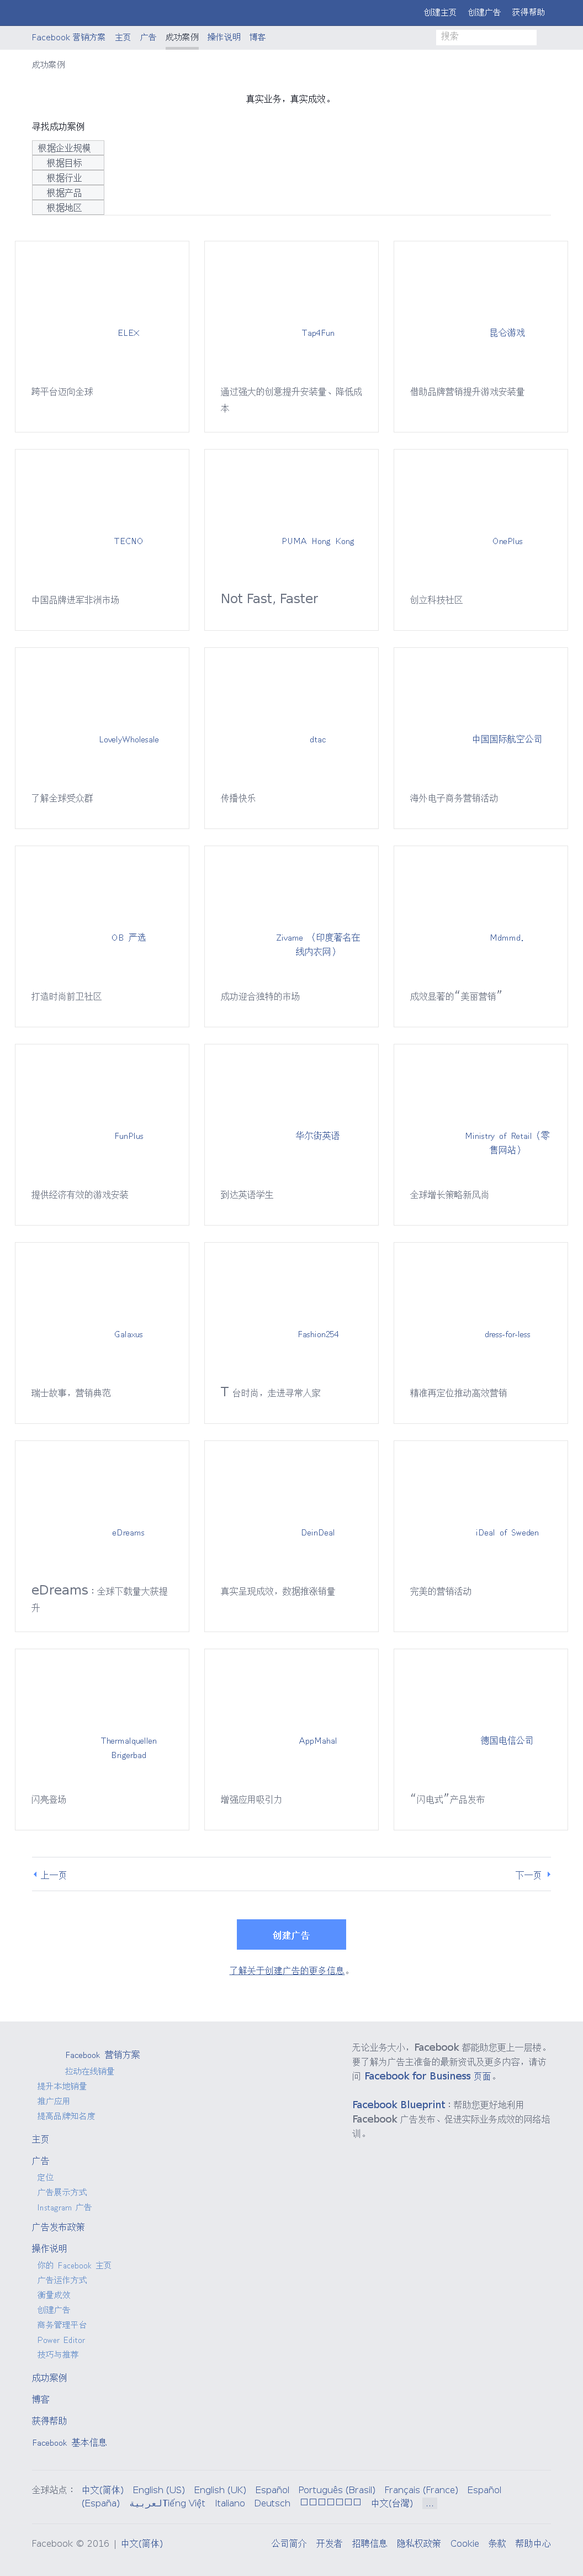 创建主页 创建广告 获得帮助
Facebook 营销方案 主页 广告 成功案例 操作说明 博客 搜索
成功案例
真实业务，真实成效。
寻找成功案例
根据企业规模
根据目标
根据行业
根据产品
根据地区
ELEX
跨平台迈向全球
Tap4Fun
通过强大的创意提升安装量、降低成
本
昆仑游戏
借助品牌营销提升游戏安装量
TECNO
中国品牌进军非洲市场
PUMA Hong Kong
Not Fast, Faster
OnePlus
创立科技社区
LovelyWholesale
了解全球受众群
dtac
传播快乐
中国国际航空公司
海外电子商务营销活动
OB 严选
打造时尚前卫社区
Zivame （印度著名在
线内衣网）
成功迎合独特的市场
Mdmmd.
成效显著的“美丽营销”
FunPlus
提供经济有效的游戏安装
华尔街英语
到达英语学生
Ministry of Retail（零
售网站）
全球增长策略新风尚
Galaxus
瑞士故事，营销典范
Fashion254
T 台时尚，走进寻常人家
dress-for-less
精准再定位推动高效营销
eDreams
eDreams：全球下载量大获提
升
DeinDeal
真实呈现成效，数据推涨销量
iDeal of Sweden
完美的营销活动
Thermalquellen
Brigerbad
闪亮登场
AppMahal
增强应用吸引力
德国电信公司
“闪电式”产品发布
上一页 下一页
创建广告
了解关于创建广告的更多信息。
Facebook 营销方案
拉动在线销量
提升本地销量
推广应用
提高品牌知名度
主页
广告
定位
广告展示方式
Instagram 广告
广告发布政策
操作说明
你的 Facebook 主页
广告运作方式
衡量成效
创建广告
商务管理平台
Power Editor
技巧与推荐
成功案例
博客
获得帮助
Facebook 基本信息
无论业务大小，Facebook 都能助您更上一层楼。
要了解为广告主准备的最新资讯及更多内容，请访
问 Facebook for Business 页面。
Facebook Blueprint：帮助您更好地利用
Facebook 广告发布、促进实际业务成效的网络培
训。
全球站点： 中文(简体) English (US) English (UK) Español Português (Brasil) Français (France) Español
(España) العربية Tiếng Việt Italiano Deutsch 中文(台灣) ...
Facebook © 2016 | 中文(简体) 公司简介 开发者 招聘信息 隐私权政策 Cookie 条款 帮助中心